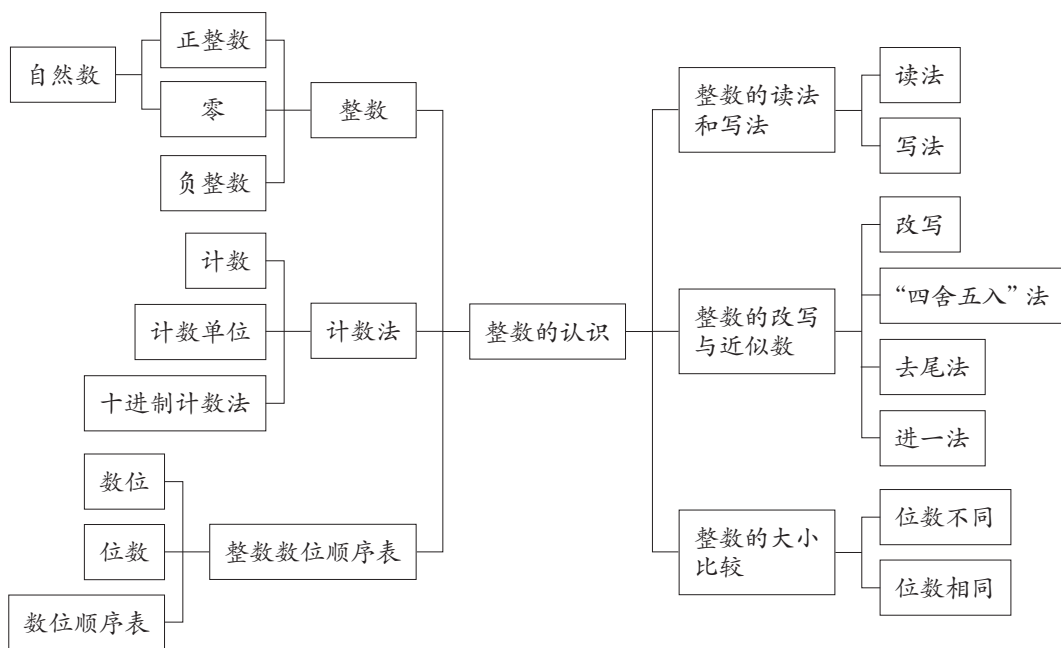 自然数
正整数
零
负整数
整数
计数
计数单位
十进制计数法
计数法
数位
位数
数位顺序表
整数数位顺序表
整数的认识
整数的读法
和写法
读法
写法
整数的改写
与近似数
改写
“四舍五入”法
去尾法
进一法
整数的大小
比较
位数不同
位数相同